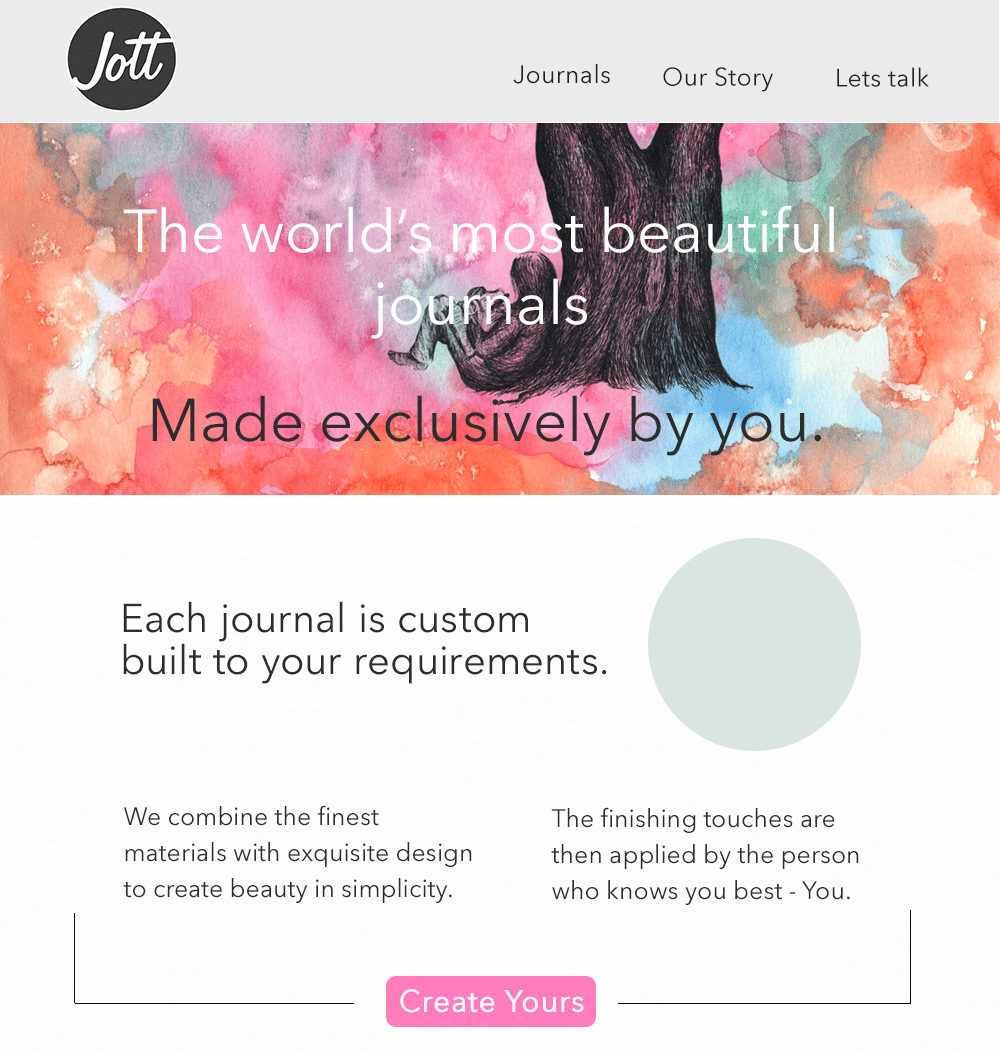 Jott
Journals
Our Story
Lets talk
The world's most beautiful
journals
Made exclusively by you.
Each journal is custom
built to your requirements.
We combine the finest
materials with exquisite design
to create beauty in simplicity.
The finishing touches are
then applied by the person
who knows you best - You.
Create Yours